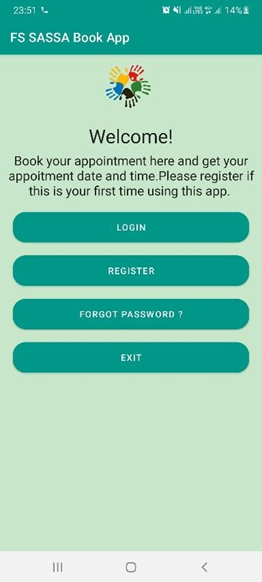 23:51 14%
FS SASSA Book App
Welcome!
Book your appointment here and get your
appoitment date and time.Please register if
this is your first time using this app.
LOGIN
REGISTER
FORGOT PASSWORD ?
EXIT